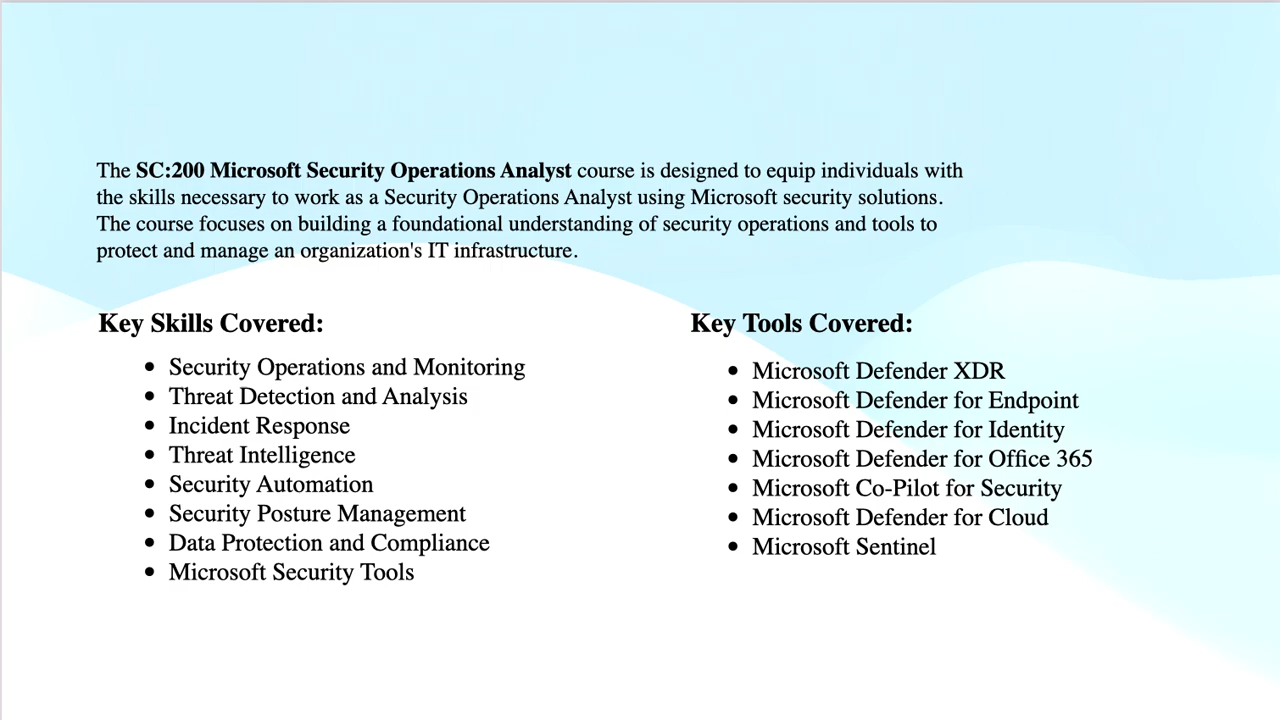 The SC:200 Microsoft Security Operations Analyst course is designed to equip individuals with
the skills necessary to work as a Security Operations Analyst using Microsoft security solutions.
The course focuses on building a foundational understanding of security operations and tools to
protect and manage an organization's IT infrastructure.
Key Skills Covered:
• Security Operations and Monitoring
• Threat Detection and Analysis
• Incident Response
• Threat Intelligence
• Security Automation
• Security Posture Management
• Data Protection and Compliance
• Microsoft Security Tools
Key Tools Covered:
• Microsoft Defender XDR
• Microsoft Defender for Endpoint
• Microsoft Defender for Identity
• Microsoft Defender for Office 365
• Microsoft Co-Pilot for Security
• Microsoft Defender for Cloud
• Microsoft Sentinel